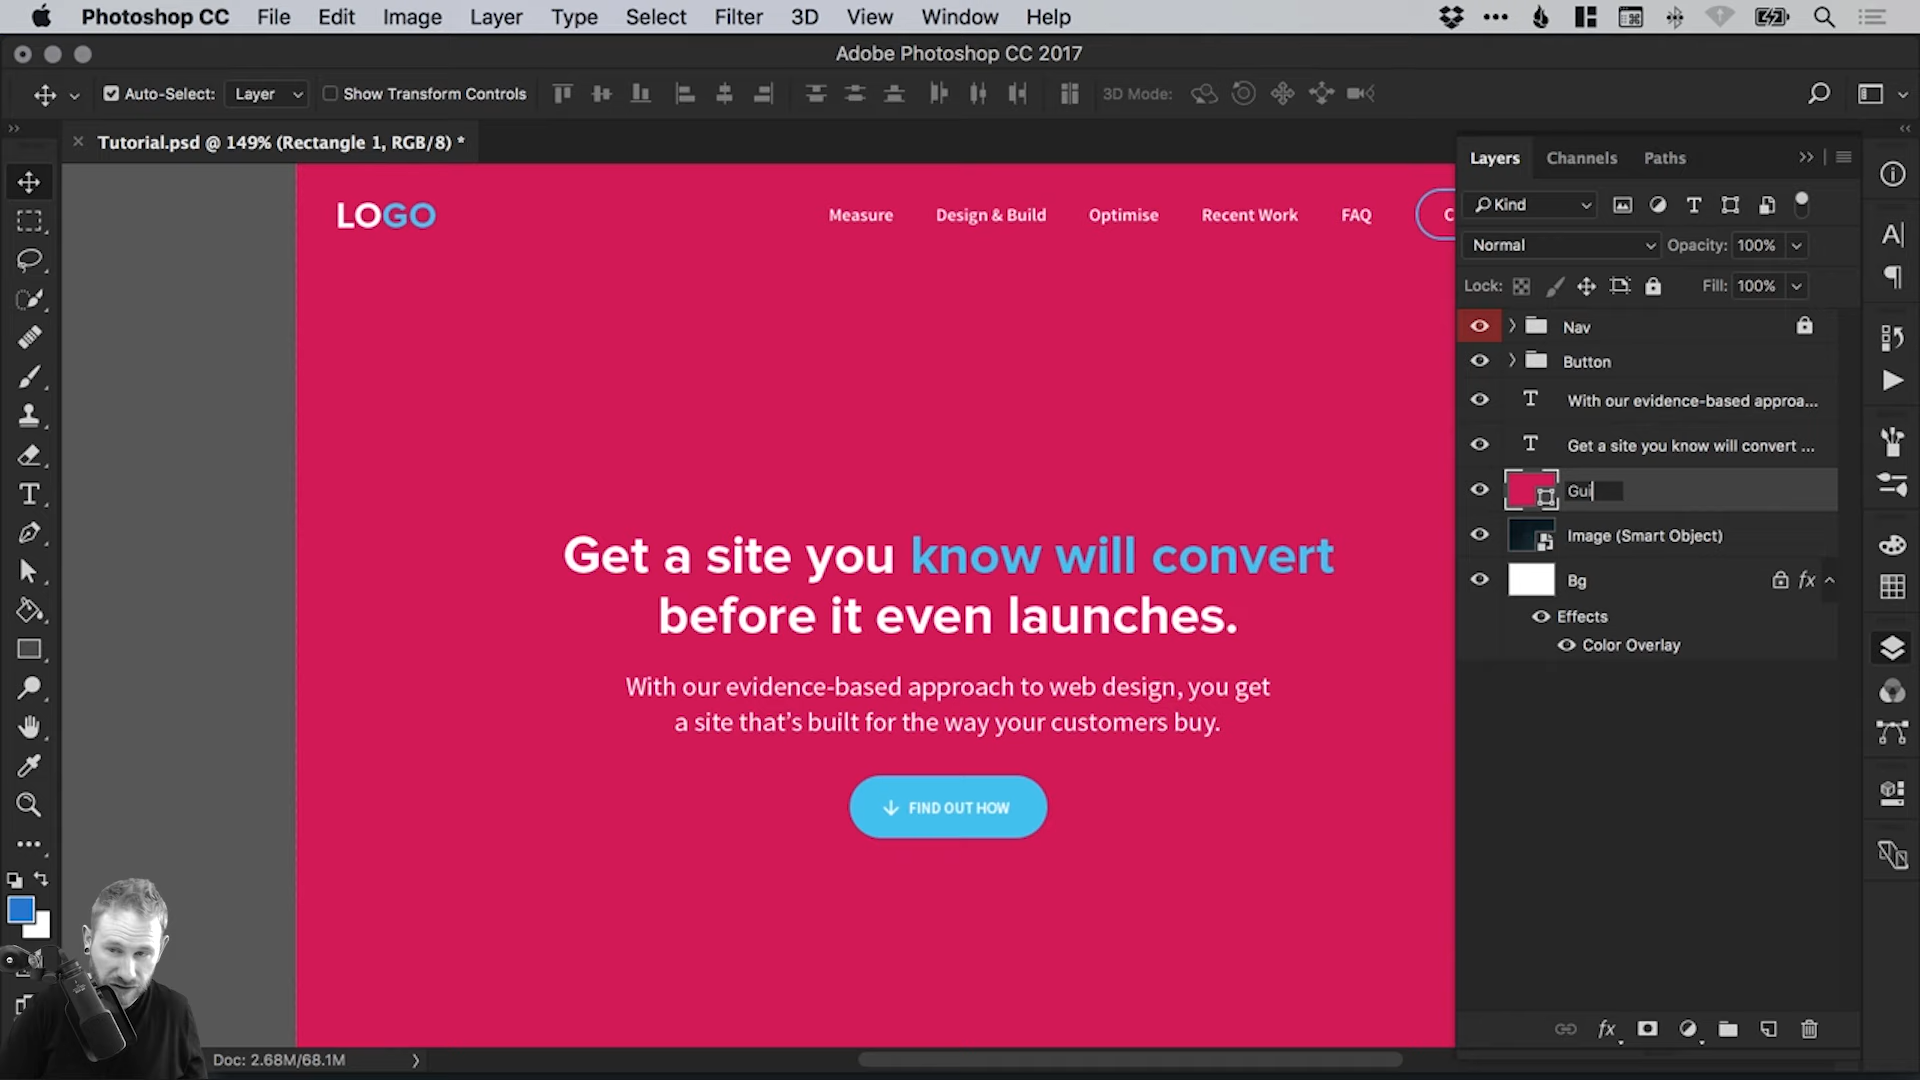 Photoshop CC File Edit Image Layer Type Select Filter 3D View Window Help
Adobe Photoshop CC 2017
Auto-Select: Layer Show Transform Controls 3D Mode:
Tutorial.psd @ 149% (Rectangle 1, RGB/8) *
Layers Channels Paths
Kind
Normal Opacity: 100%
Lock: Fill: 100%
Nav
Button
With our evidence-based approa...
Get a site you know will convert ...
Gui
Image (Smart Object)
Bg fx
Effects
Color Overlay
LOGO Measure Design & Build Optimise Recent Work FAQ C
Get a site you know will convert
before it even launches.
With our evidence-based approach to web design, you get
a site that’s built for the way your customers buy.
FIND OUT HOW
Doc: 2.68M/68.1M
fx